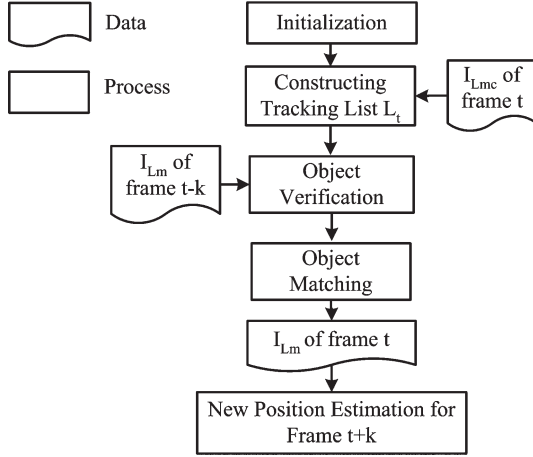 Data
Process
Initialization
Constructing
Tracking List Lt
ILmc of
frame t
ILm of
frame t-k
Object
Verification
Object
Matching
ILm of frame t
New Position Estimation for
Frame t+k